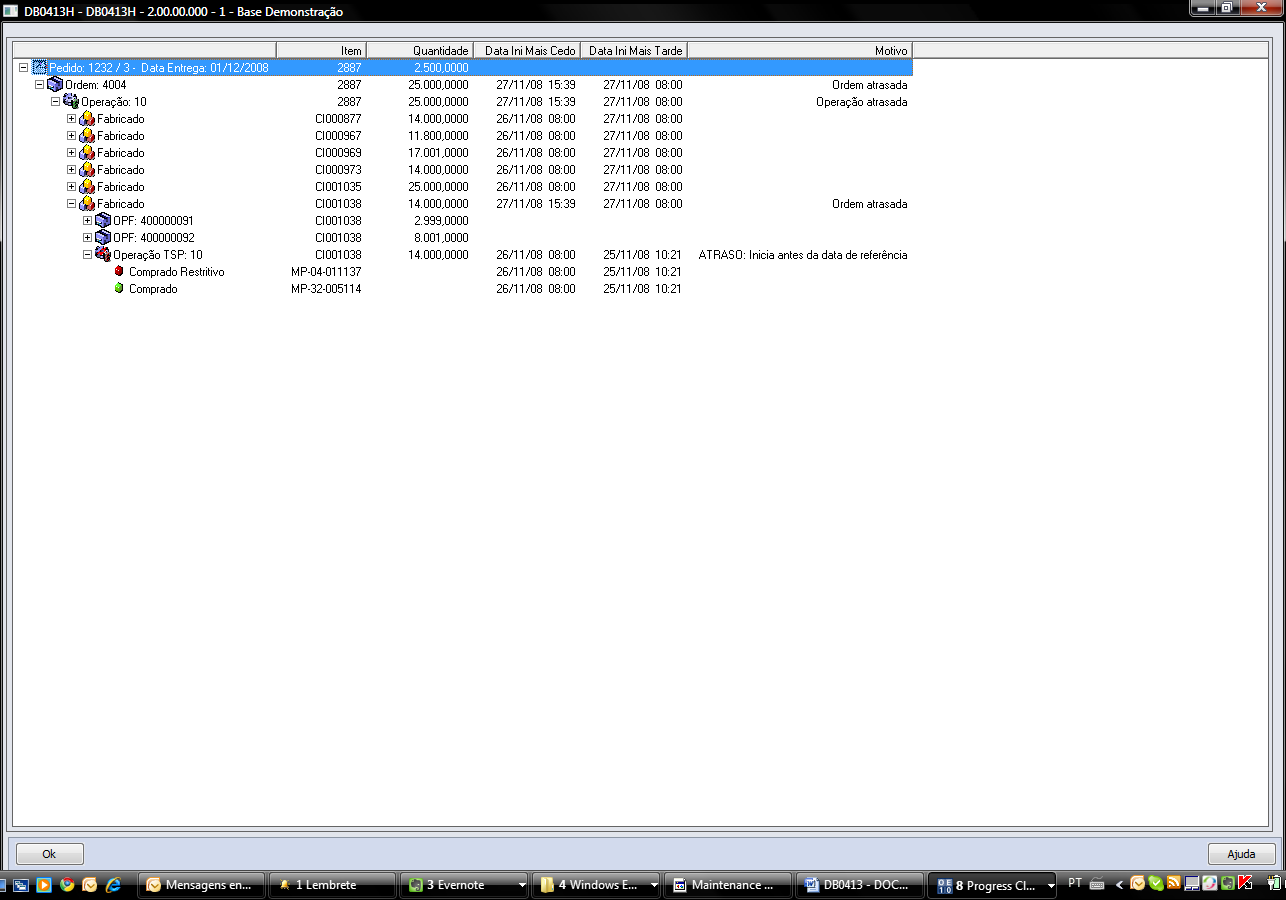 DB0413H - DB0413H - 2.00.00.000 - 1 - Base Demonstração
Item Quantidade Data Ini Mais Cedo Data Ini Mais Tarde Motivo
Pedido: 1232 / 3 - Data Entrega: 01/12/2008 2887 2.500,0000
Ordem: 4004 2887 25.000,0000 27/11/08 15:39 27/11/08 08:00 Ordem atrasada
Operação: 10 2887 25.000,0000 27/11/08 15:39 27/11/08 08:00 Operação atrasada
Fabricado CI000877 14.000,0000 26/11/08 08:00 27/11/08 08:00
Fabricado CI000967 11.800,0000 26/11/08 08:00 27/11/08 08:00
Fabricado CI000969 17.001,0000 26/11/08 08:00 27/11/08 08:00
Fabricado CI000973 14.000,0000 26/11/08 08:00 27/11/08 08:00
Fabricado CI001035 25.000,0000 26/11/08 08:00 27/11/08 08:00
Fabricado CI001038 14.000,0000 27/11/08 15:39 27/11/08 08:00 Ordem atrasada
OPF: 400000091 CI001038 2.999,0000
OPF: 400000092 CI001038 8.001,0000
Operação TSP: 10 CI001038 14.000,0000 26/11/08 08:00 25/11/08 10:21 ATRASO: Inicia antes da data de referência
Comprado Restritivo MP-04-011137 26/11/08 08:00 25/11/08 10:21
Comprado MP-32-005114 26/11/08 08:00 25/11/08 10:21
Ok Ajuda
Mensagens en... 1 Lembrete 3 Evernote 4 Windows E... Maintenance ... DB0413 - DOC... 8 Progress Cl... PT